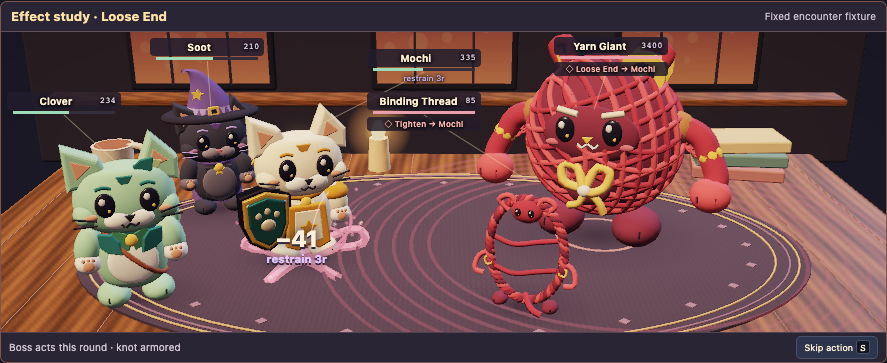 Effect study · Loose End
Fixed encounter fixture
Soot 210
Yarn Giant 3400
◇ Loose End → Mochi
Mochi 335
restrain 3r
Clover 234
Binding Thread 85
◇ Tighten → Mochi
−41
restrain 3r
Boss acts this round · knot armored
Skip action S